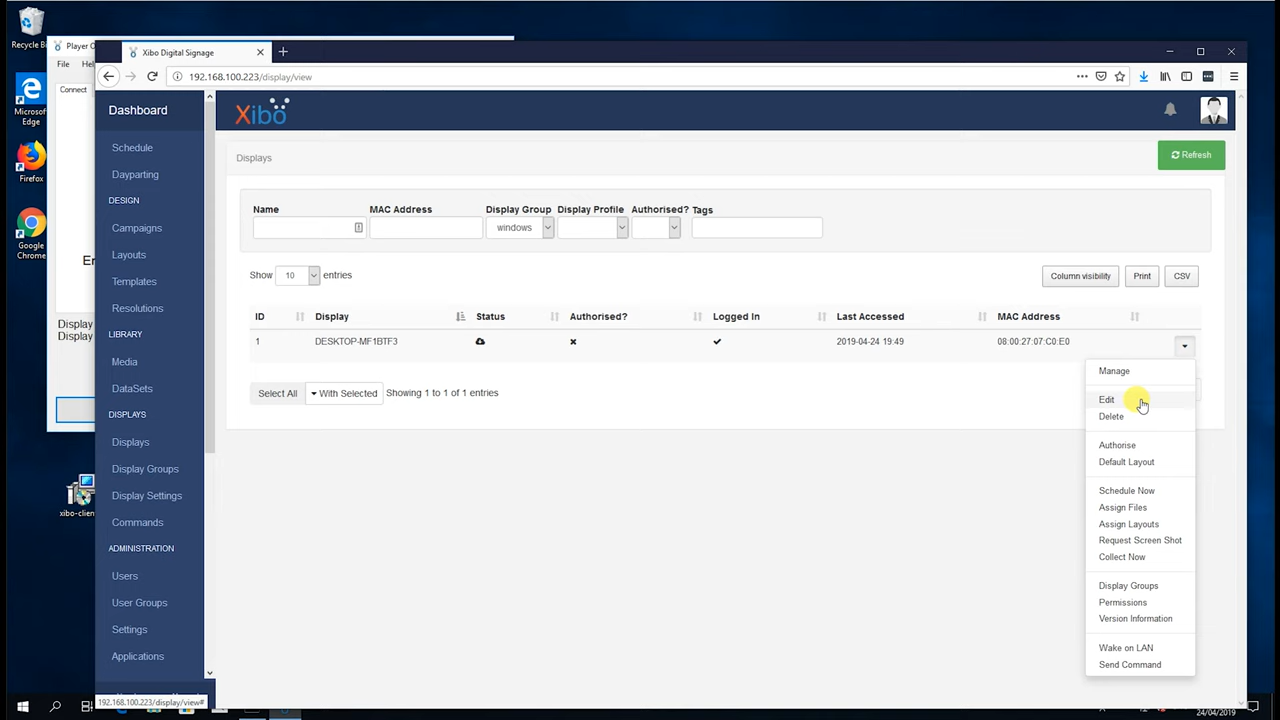 Recycle Bi
Player O
Xibo Digital Signage
File
192.168.100.223/display/view
Connect
Dashboard
Xibo
Microsoft
Edge
Schedule
Displays
Refresh
Dayparting
Firefox
DESIGN
Name
MAC Address
Display Group
Display Profile
Authorised?
Tags
Campaigns
windows
Google
Chrome
Er
Layouts
Show 10 entries
Column visibility
Print
CSV
Templates
Resolutions
ID
Display
Status
Authorised?
Logged In
Last Accessed
MAC Address
Display
Display
LIBRARY
1
DESKTOP-MF1BTF3
2019-04-24 19:49
08:00:27:07:C0:E0
Media
Manage
DataSets
Select All
With Selected
Showing 1 to 1 of 1 entries
Edit
Delete
DISPLAYS
Displays
Authorise
Default Layout
Display Groups
Schedule Now
Display Settings
Assign Files
xibo-clien
Commands
Assign Layouts
Request Screen Shot
ADMINISTRATION
Collect Now
Users
Display Groups
User Groups
Permissions
Version Information
Settings
Wake on LAN
Applications
Send Command
192.168.100.223/display/view#
24/04/2019